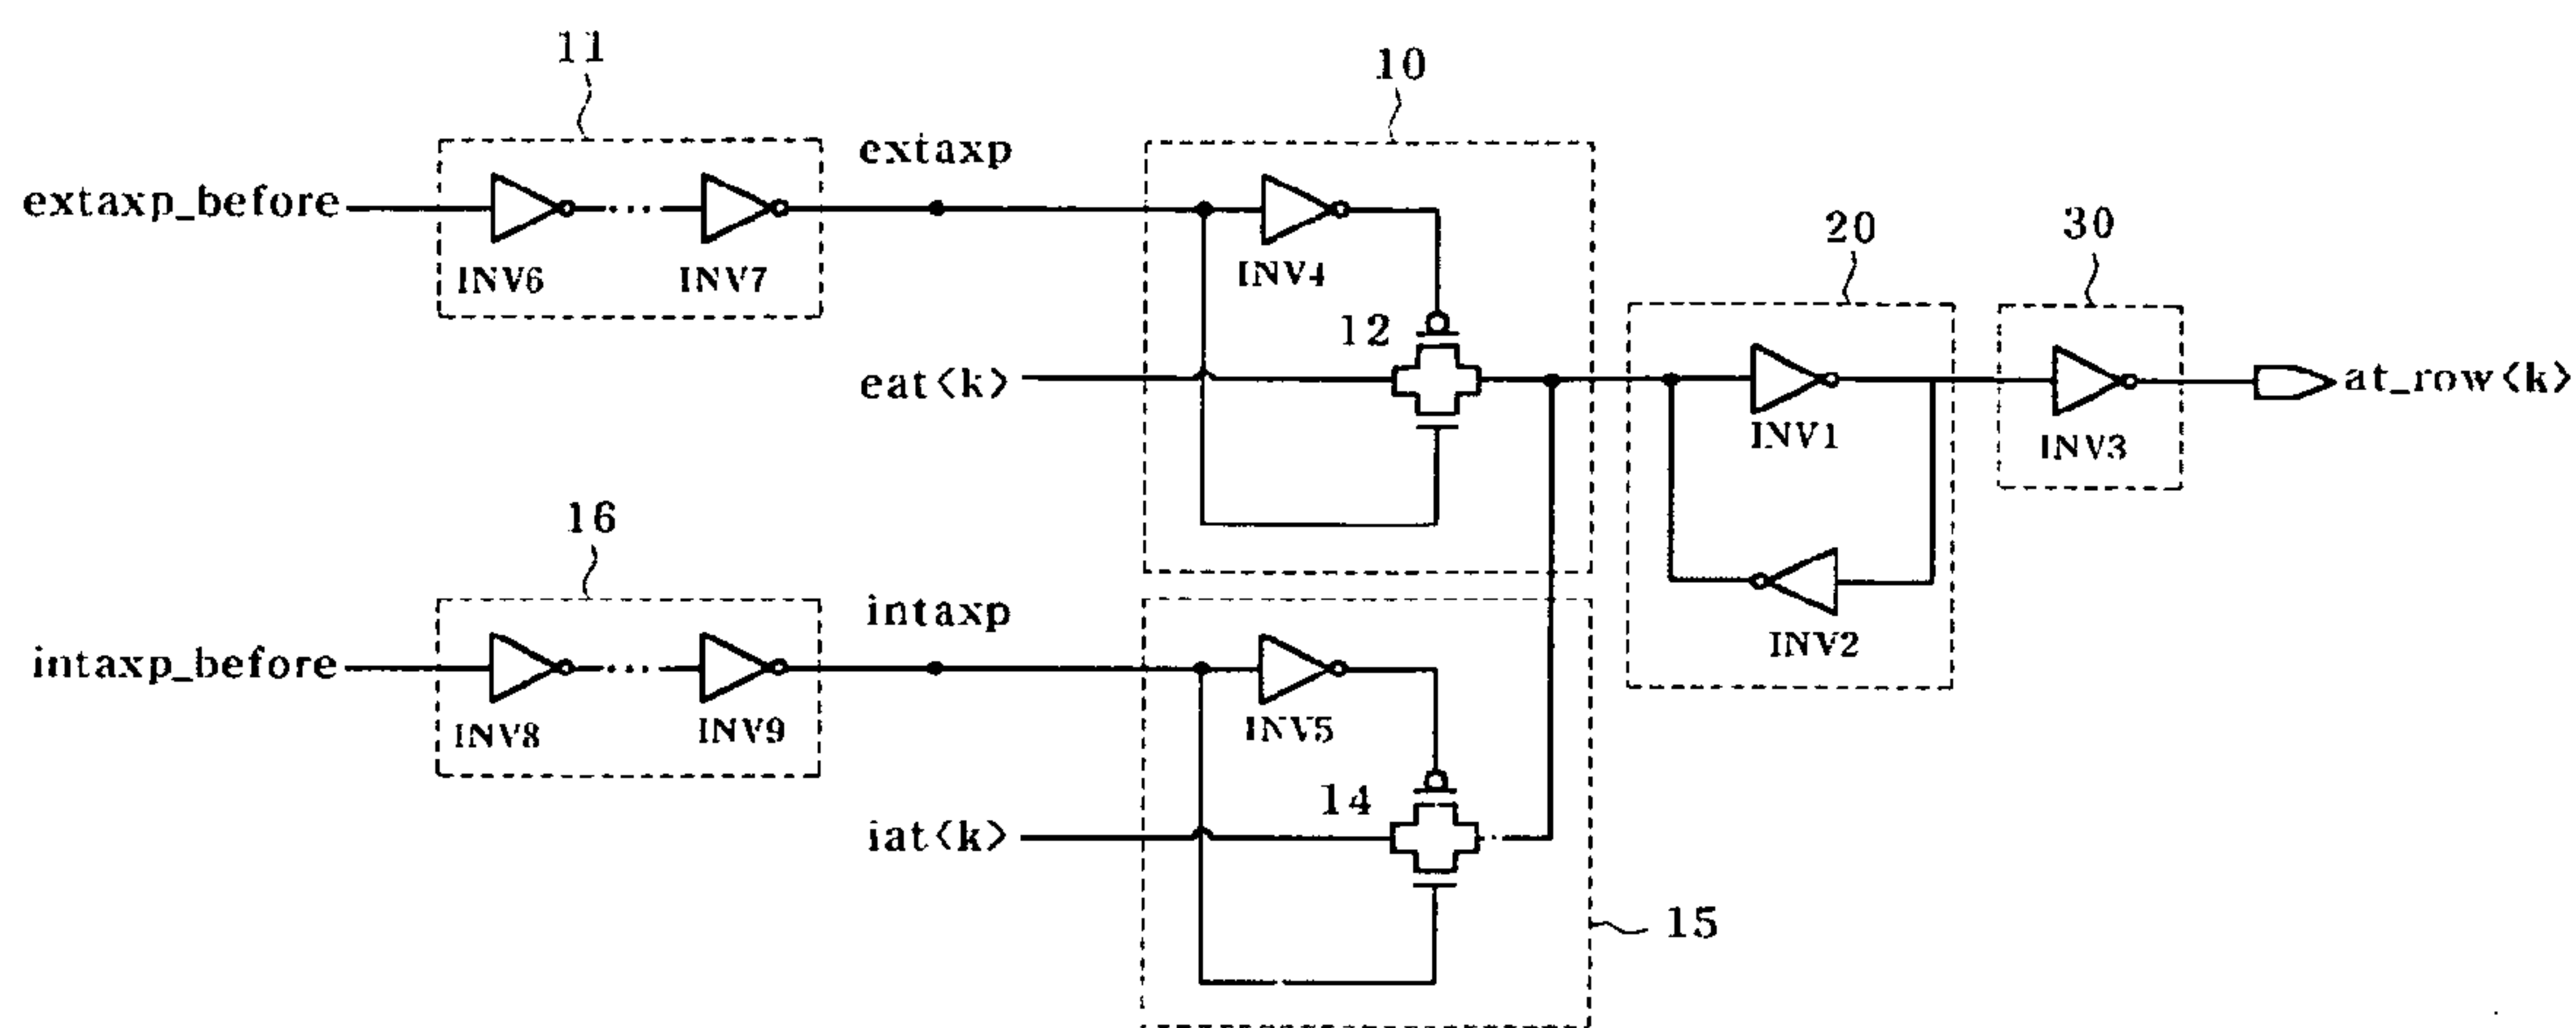 11
10
extaxp_before
extaxp
INV6
INV7
INV4
20
30
12
eat<k>
INV1
INV3
at_row<k>
16
intaxp_before
intaxp
INV8
INV9
INV5
INV2
14
iat<k>
15